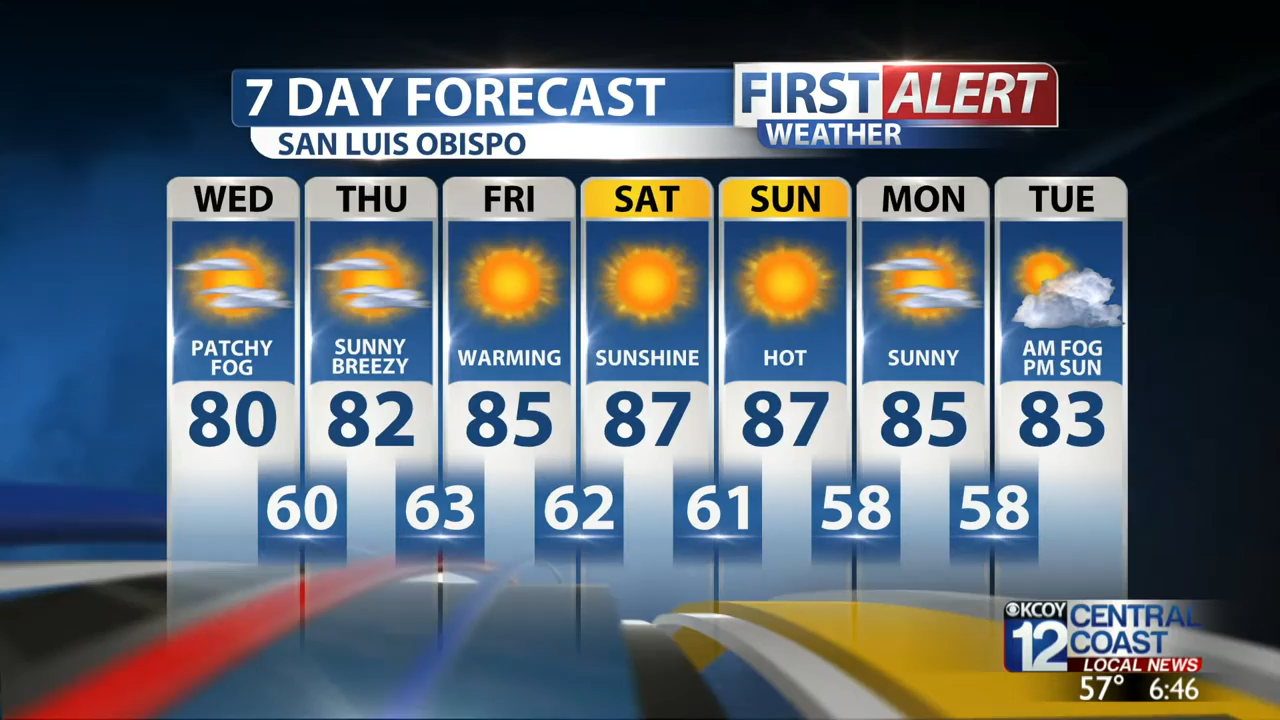 7 DAY FORECAST
SAN LUIS OBISPO
FIRST ALERT
WEATHER
WED THU FRI SAT SUN MON TUE
PATCHY FOG
SUNNY BREEZY
WARMING
SUNSHINE
HOT
SUNNY
AM FOG
PM SUN
80 82 85 87 87 85 83
60 63 62 61 58 58
KCOY
12
CENTRAL
COAST
LOCAL NEWS
57° 6:46